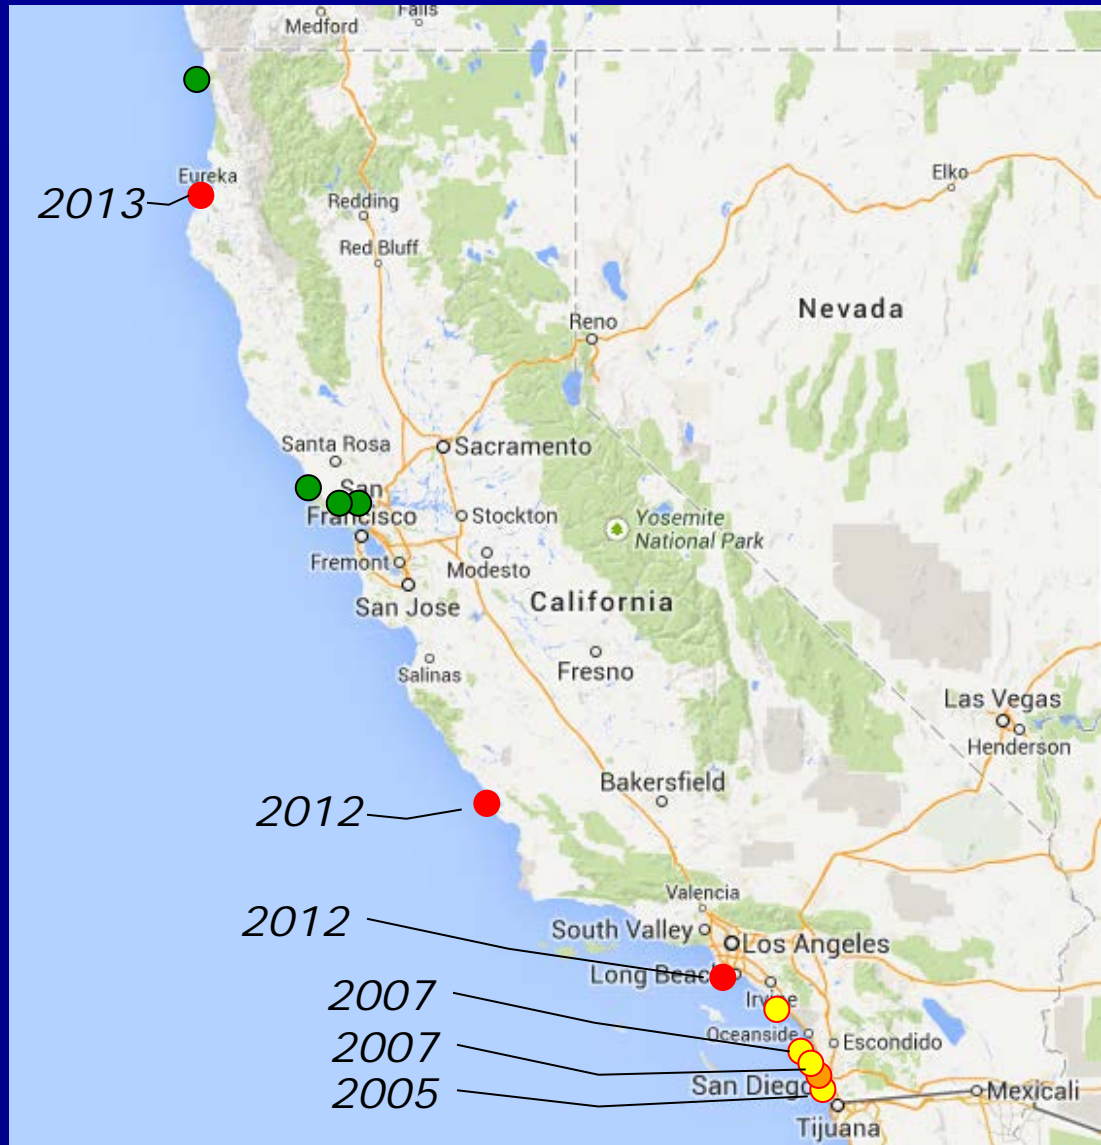 Falls
Medford
Eureka
2013
Redding
Elko
Red Bluff
Nevada
Reno
Santa Rosa
Sacramento
San
Francisco
Stockton
Yosemite
National Park
Fremont
Modesto
San Jose
California
Salinas
Fresno
Las Vegas
Henderson
Bakersfield
2012
Valencia
2012
South Valley
Los Angeles
Long Beach
Irvine
2007
Oceanside
Escondido
2007
San Diego
2005
Mexicali
Tijuana